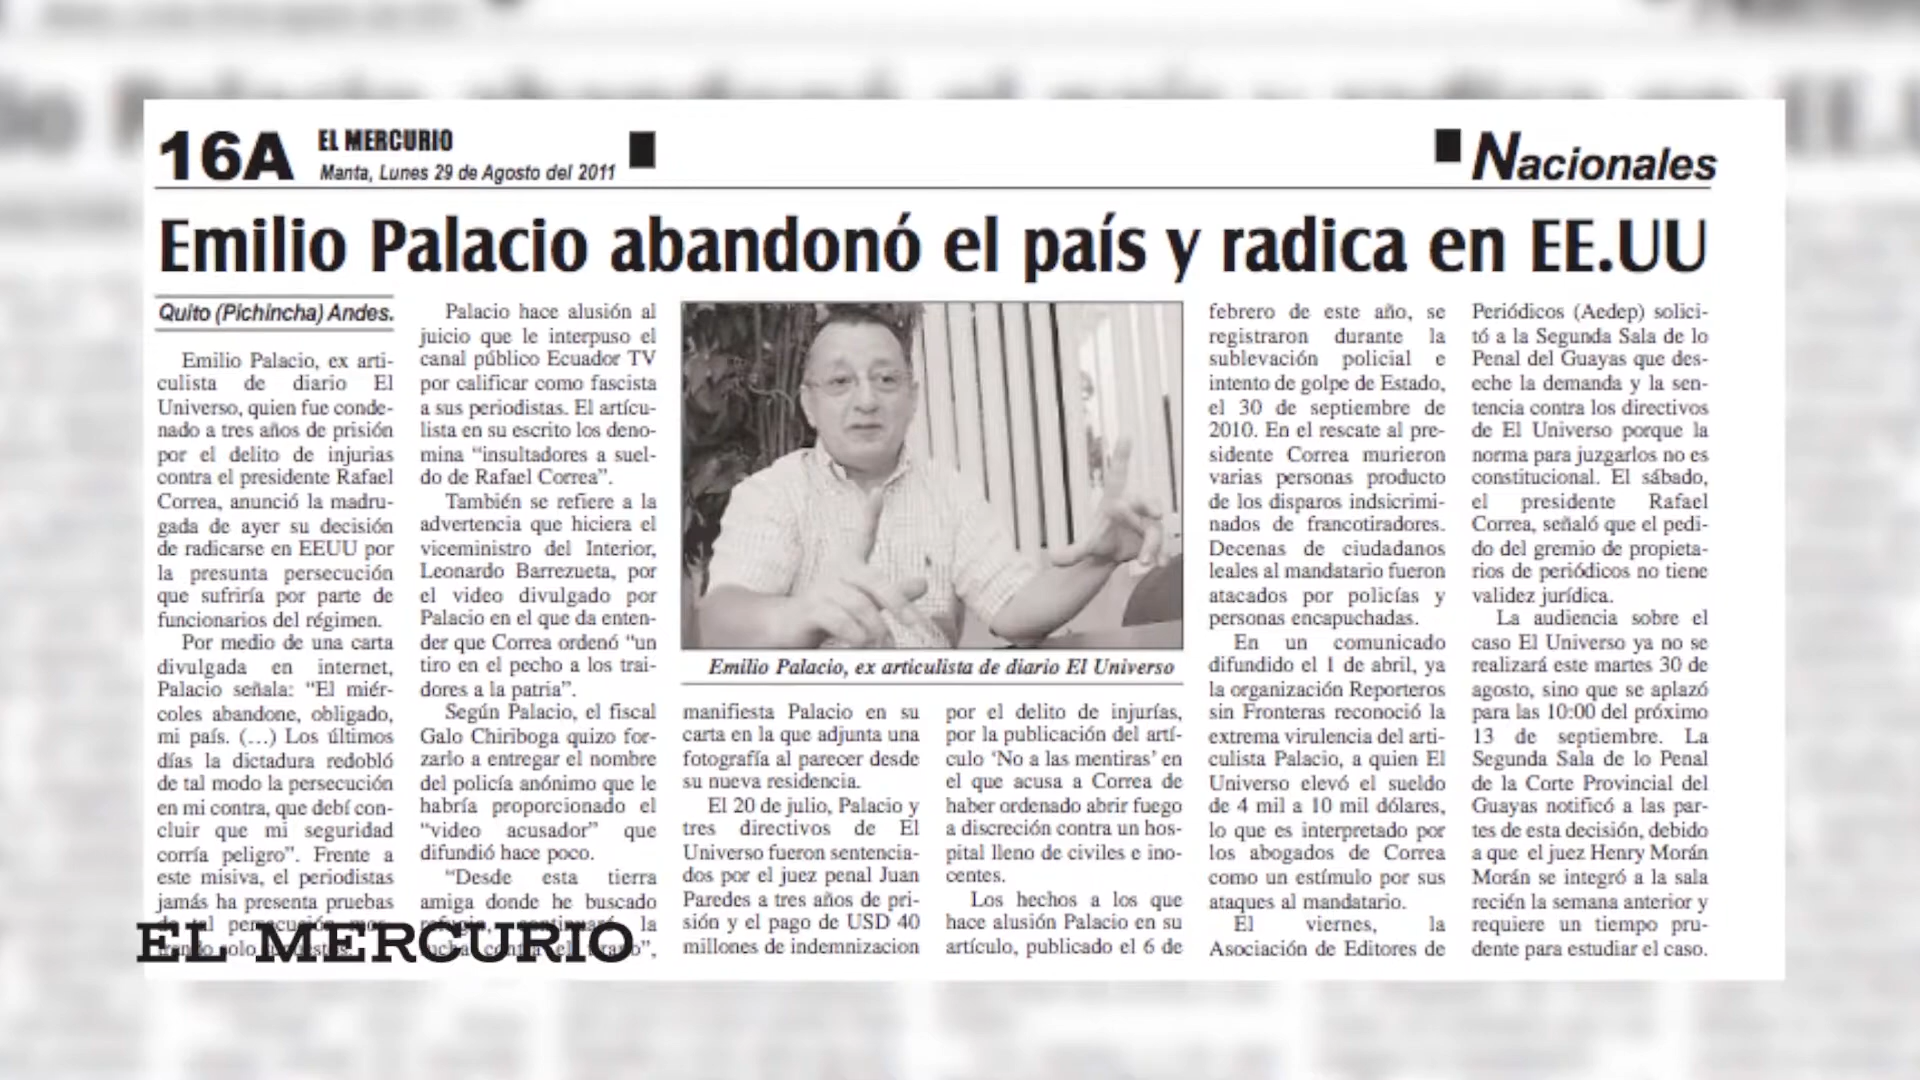 16A
EL MERCURIO
Manta, Lunes 29 de Agosto del 2011
Nacionales
Emilio Palacio abandonó el país y radica en EE.UU
Quito (Pichincha) Andes.
Emilio Palacio, ex arti-
culista de diario El
Universo, quien fue conde-
nado a tres años de prisión
por el delito de injurias
contra el presidente Rafael
Correa, anunció la madru-
gada de ayer su decisión
de radicarse en EEUU por
la presunta persecución
que sufriría por parte de
funcionarios del régimen.
Por medio de una carta
divulgada en internet,
Palacio señala: “El miér-
coles abandone, obligado,
mi país. (…) Los últimos
días la dictadura redobló
de tal modo la persecución
en mi contra, que debí con-
cluir que mi seguridad
corría peligro”. Frente a
este misiva, el periodistas
jamás ha presenta pruebas
de tal persecución
solo
Palacio hace alusión al
juicio que le interpuso el
canal público Ecuador TV
por calificar como fascista
a sus periodistas. El artícu-
lista en su escrito los deno-
mina “insultadores a suel-
do de Rafael Correa”.
También se refiere a la
advertencia que hiciera el
viceministro del Interior,
Leonardo Barrezueta, por
el video divulgado por
Palacio en el que da enten-
der que Correa ordenó “un
tiro en el pecho a los trai-
dores a la patria”.
Según Palacio, el fiscal
Galo Chiriboga quizo for-
zarlo a entregar el nombre
del policía anónimo que le
habría proporcionado el
“video acusador” que
difundió hace poco.
“Desde esta tierra
amiga donde he buscado
refugio, continuaré la
lucha contra el tirano”,
Emilio Palacio, ex articulista de diario El Universo
manifiesta Palacio en su
carta en la que adjunta una
fotografía al parecer desde
su nueva residencia.
El 20 de julio, Palacio y
tres directivos de El
Universo fueron sentencia-
dos por el juez penal Juan
Paredes a tres años de pri-
sión y el pago de USD 40
millones de indemnizacion
por el delito de injurías,
por la publicación del artí-
culo ‘No a las mentiras’ en
el que acusa a Correa de
haber ordenado abrir fuego
a discreción contra un hos-
pital lleno de civiles e ino-
centes.
Los hechos a los que
hace alusión Palacio en su
artículo, publicado el 6 de
febrero de este año, se
registraron durante la
sublevación policial e
intento de golpe de Estado,
el 30 de septiembre de
2010. En el rescate al pre-
sidente Correa murieron
varias personas producto
de los disparos indsicrimi-
nados de francotiradores.
Decenas de ciudadanos
leales al mandatario fueron
atacados por policías y
personas encapuchadas.
En un comunicado
difundido el 1 de abril, ya
la organización Reporteros
sin Fronteras reconoció la
extrema virulencia del arti-
culista Palacio, a quien El
Universo elevó el sueldo
de 4 mil a 10 mil dólares,
lo que es interpretado por
los abogados de Correa
como un estímulo por sus
ataques al mandatario.
El viernes, la
Asociación de Editores de
Periódicos (Aedep) solici-
tó a la Segunda Sala de lo
Penal del Guayas que des-
eche la demanda y la sen-
tencia contra los directivos
de El Universo porque la
norma para juzgarlos no es
constitucional. El sábado,
el presidente Rafael
Correa, señaló que el pedi-
do del gremio de propieta-
rios de periódicos no tiene
validez jurídica.
La audiencia sobre el
caso El Universo ya no se
realizará este martes 30 de
agosto, sino que se aplazó
para las 10:00 del próximo
13 de septiembre. La
Segunda Sala de lo Penal
de la Corte Provincial del
Guayas notificó a las par-
tes de esta decisión, debido
a que el juez Henry Morán
Morán se integró a la sala
recién la semana anterior y
requiere un tiempo pru-
dente para estudiar el caso.
EL MERCURIO